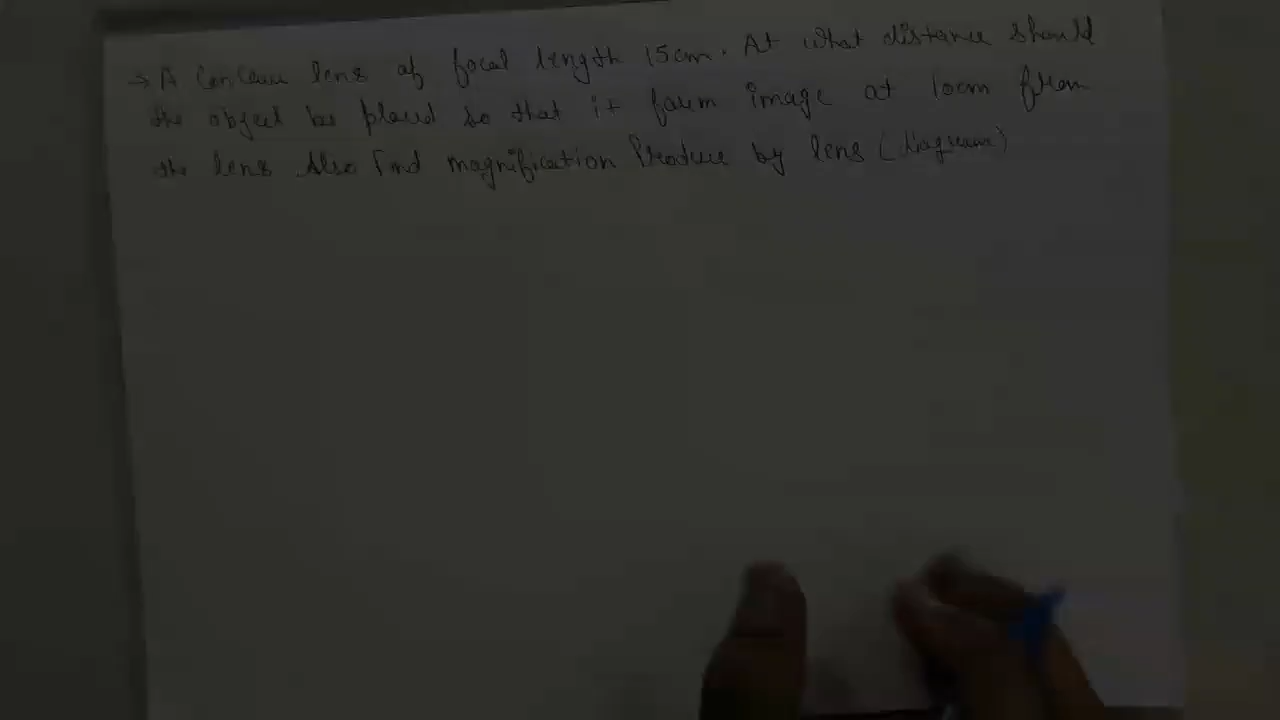 → A Concave lens of focal length 15cm. At what distance should
the object be placed so that it form image at 10cm from
the lens Also Find magnification Produce by lens (diagram)